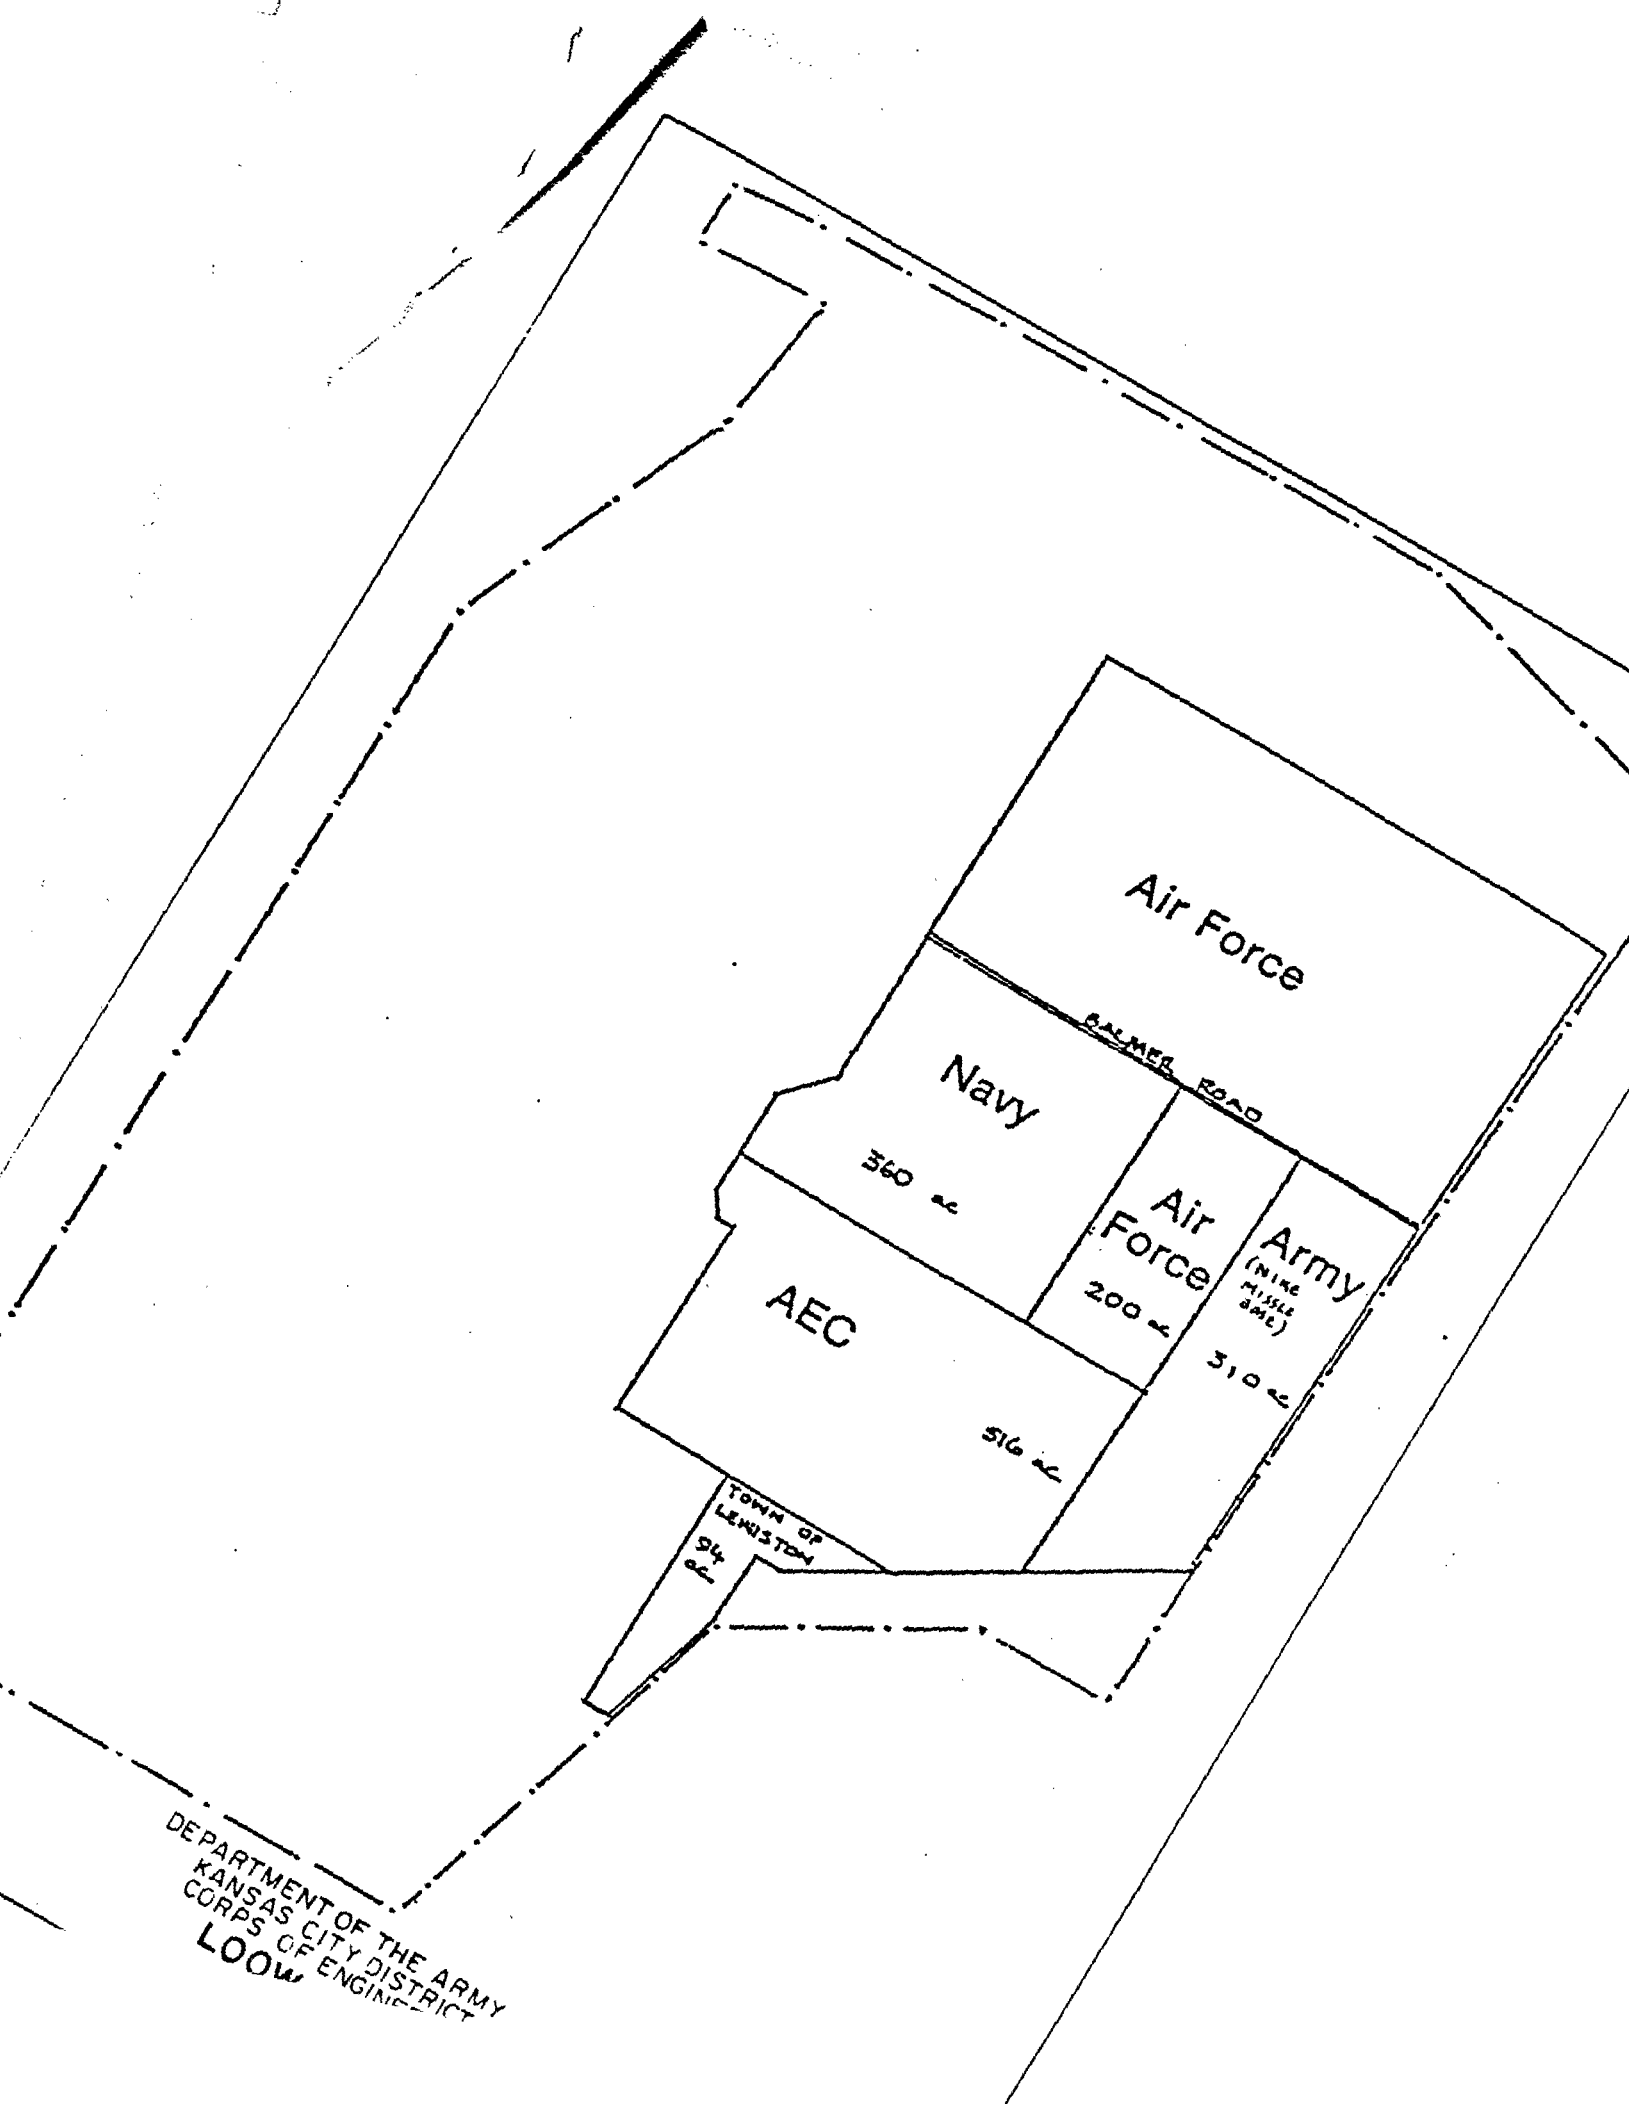 Air Force
BALMER ROAD
Navy
360 ac
Air
Force
200 ac
Army
(NIKE
MISSLE
BASE)
310 ac
AEC
516 ac
TOWN OF
LEWISTON
94
ac
DEPARTMENT OF THE ARMY
KANSAS CITY DISTRICT
CORPS OF
LOOW